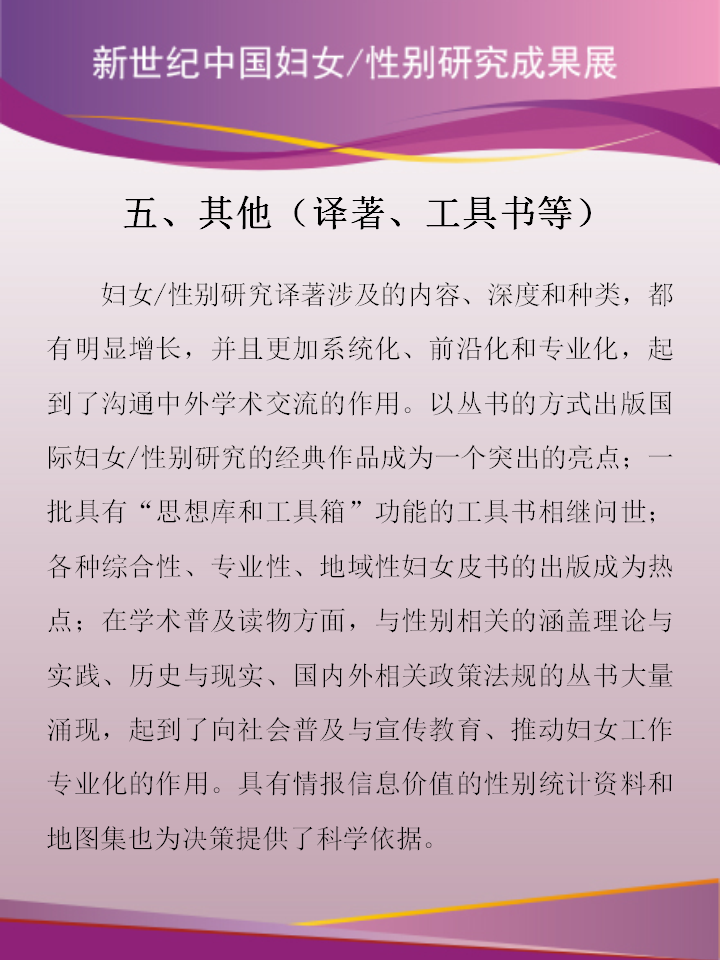 新世纪中国妇女/性别研究成果展
五、其他（译著、工具书等）
妇女/性别研究译著涉及的内容、深度和种类，都
有明显增长，并且更加系统化、前沿化和专业化，起
到了沟通中外学术交流的作用。以丛书的方式出版国
际妇女/性别研究的经典作品成为一个突出的亮点；一
批具有“思想库和工具箱”功能的工具书相继问世；
各种综合性、专业性、地域性妇女皮书的出版成为热
点；在学术普及读物方面，与性别相关的涵盖理论与
实践、历史与现实、国内外相关政策法规的丛书大量
涌现，起到了向社会普及与宣传教育、推动妇女工作
专业化的作用。具有情报信息价值的性别统计资料和
地图集也为决策提供了科学依据。